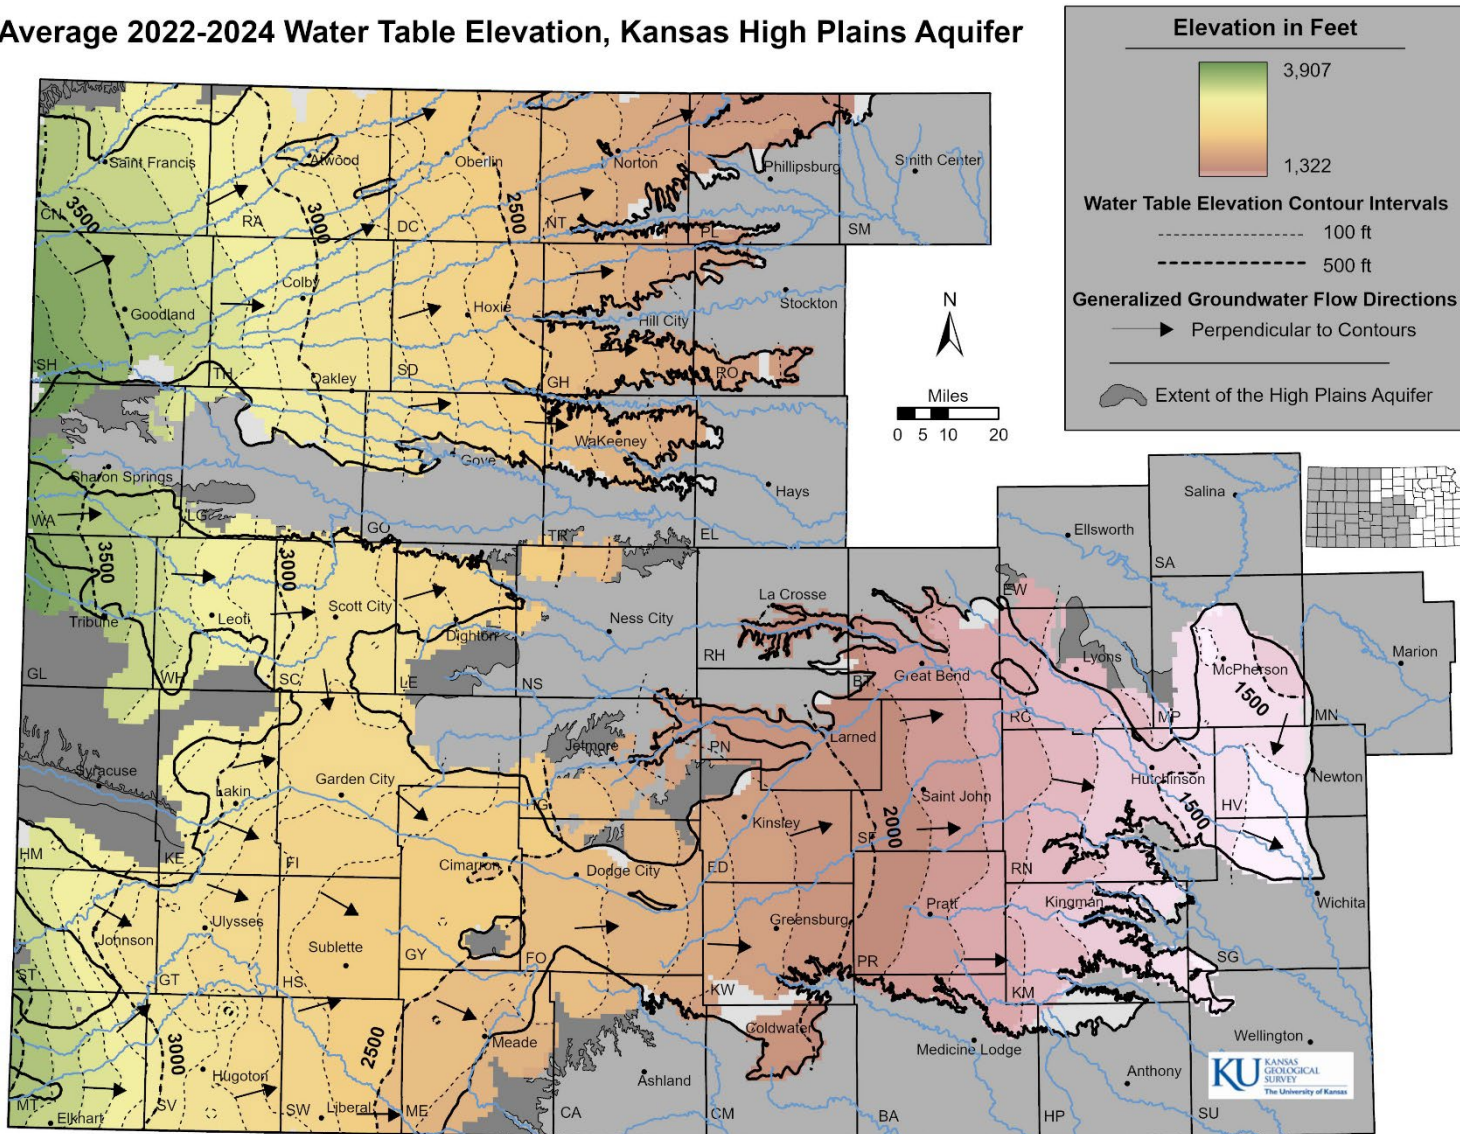 Average 2022-2024 Water Table Elevation, Kansas High Plains Aquifer
Elevation in Feet
3,907
1,322
Water Table Elevation Contour Intervals
100 ft
500 ft
Generalized Groundwater Flow Directions
Perpendicular to Contours
Extent of the High Plains Aquifer
N
Miles
0 5 10 20
Saint Francis
Atwood
Oberlin
Norton
Phillipsburg
Smith Center
3500
3000
2500
CN
RA
DC
NT
PL
SM
Goodland
Colby
Hoxie
Hill City
Stockton
SH
TH
Oakley
SD
GH
RO
WaKeeney
Gove
Sharon Springs
Hays
Salina
WA
LG
GO
TR
EL
Ellsworth
SA
3500
3000
EW
Tribune
Leoti
Scott City
Dighton
Ness City
La Crosse
Great Bend
Lyons
McPherson
Marion
GL
WH
SC
LE
NS
RH
BT
RC
MP
MN
1500
Jetmore
PN
Larned
Syracuse
Lakin
Garden City
HG
Kinsley
Saint John
Hutchinson
Newton
HV
2000
1500
HM
KE
FI
Cimarron
Dodge City
ED
SF
RN
Wichita
Johnson
Ulysses
Sublette
Greensburg
Pratt
Kingman
ST
GT
HS
GY
FO
KW
PR
KM
SG
3000
2500
Meade
Coldwater
Medicine Lodge
Wellington
Hugoton
Ashland
Anthony
MT
Elkhart
SV
SW
Liberal
ME
CA
CM
BA
HP
SU
KU
KANSAS
GEOLOGICAL
SURVEY
The University of Kansas